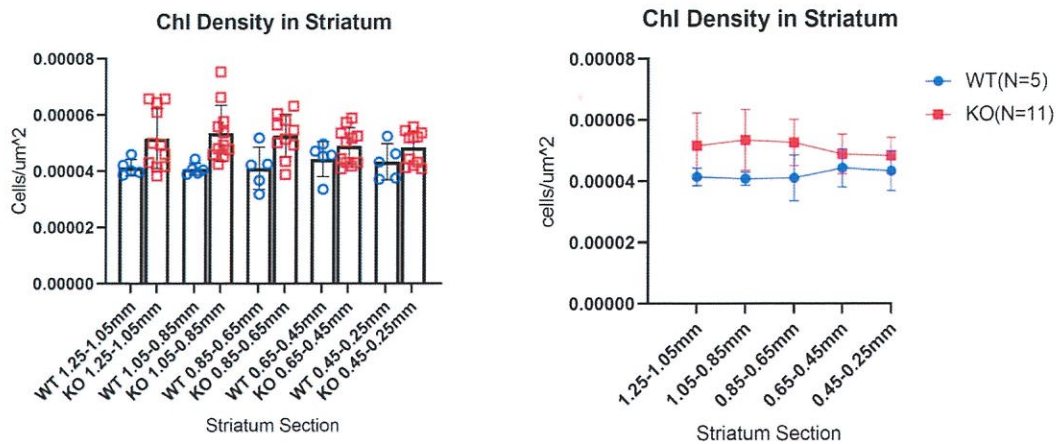 ChI Density in Striatum
Cells/um^2
0.00008
0.00006
0.00004
0.00002
0.00000
WT 1.25-1.05mm
KO 1.25-1.05mm
WT 1.05-0.85mm
KO 1.05-0.85mm
WT 0.85-0.65mm
KO 0.85-0.65mm
WT 0.65-0.45mm
KO 0.65-0.45mm
WT 0.45-0.25mm
KO 0.45-0.25mm
Striatum Section
ChI Density in Striatum
cells/um^2
0.00008
0.00006
0.00004
0.00002
0.00000
1.25-1.05mm
1.05-0.85mm
0.85-0.65mm
0.65-0.45mm
0.45-0.25mm
Striatum Section
WT(N=5)
KO(N=11)